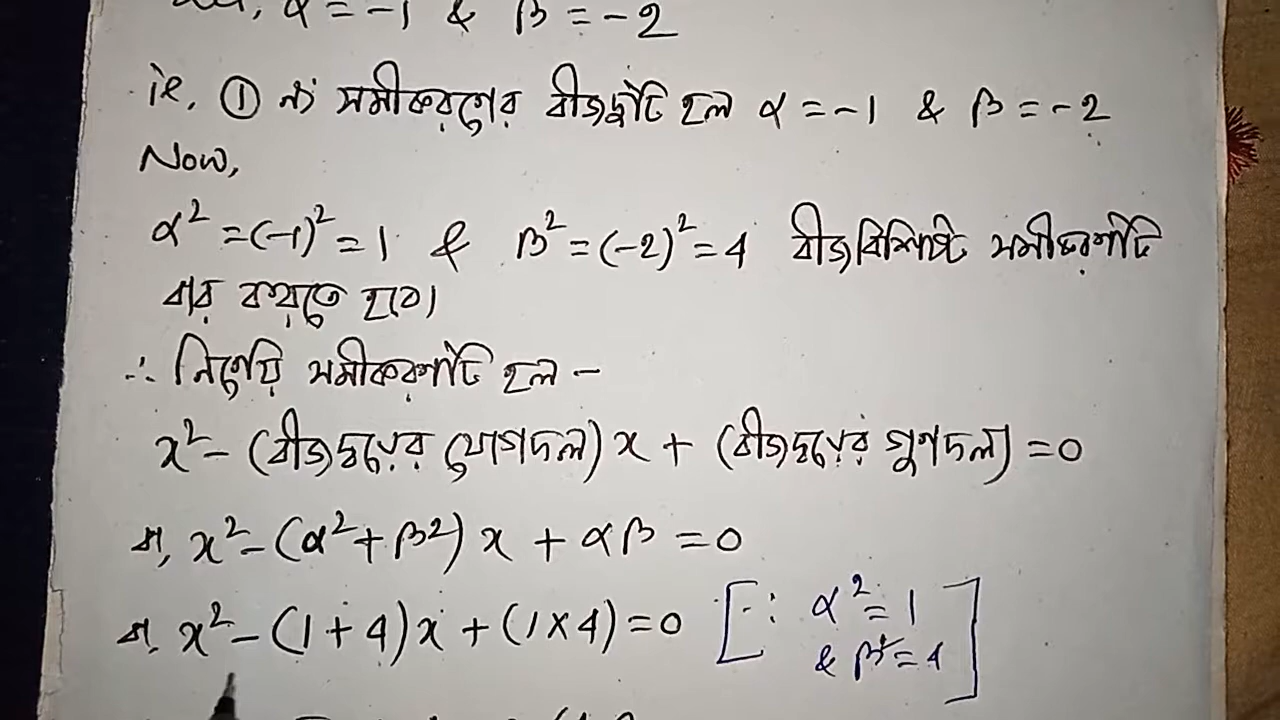 α = -1 & β = -2
ie, ① নং সমীকরণের বীজদুটি হল α = -1 & β = -2
Now,
α² = (-1)² = 1 & β² = (-2)² = 4 বীজবিশিষ্ট সমীকরণটি
বার করতে হবে।
∴ নির্ণেয় সমীকরণটি হল -
x² - (বীজদ্বয়ের যোগফল) x + (বীজদ্বয়ের গুণফল) = 0
বা, x² - (α² + β²) x + αβ = 0
বা, x² - (1 + 4) x + (1 × 4) = 0 [∵ α² = 1
& β² = 4]